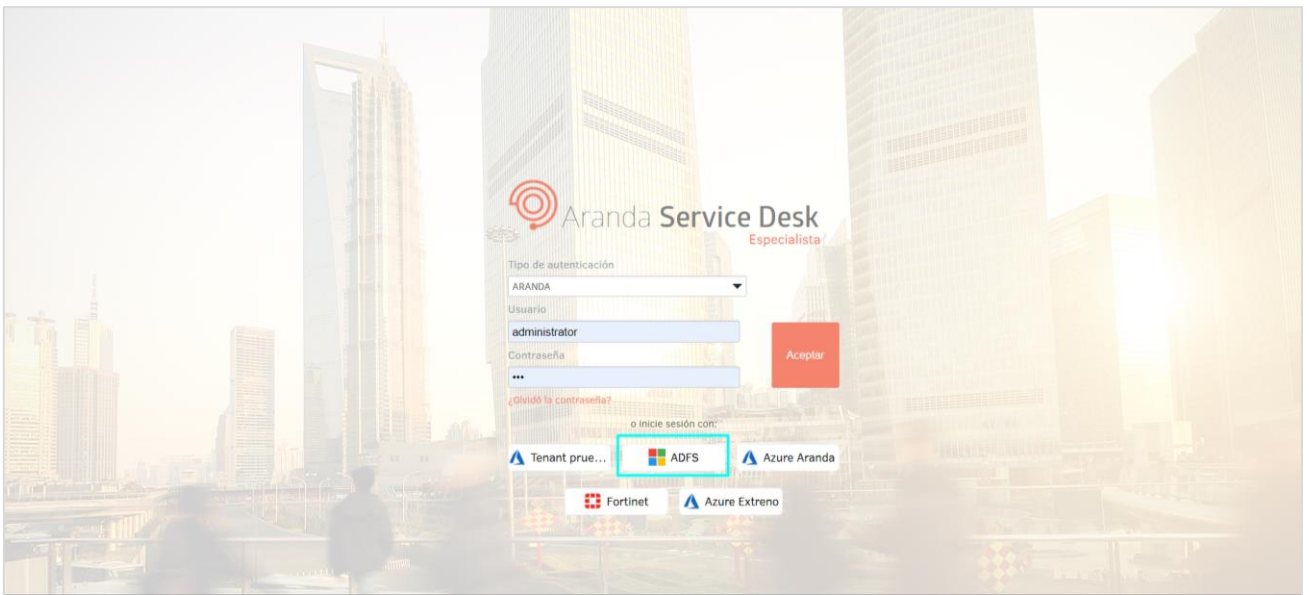 Aranda Service Desk
Especialista
Tipo de autenticación
ARANDA
Usuario
administrator
Contraseña
•••
Aceptar
¿Olvidó la contraseña?
o inicie sesión con:
Tenant prue...
ADFS
Azure Aranda
Fortinet
Azure Extreno